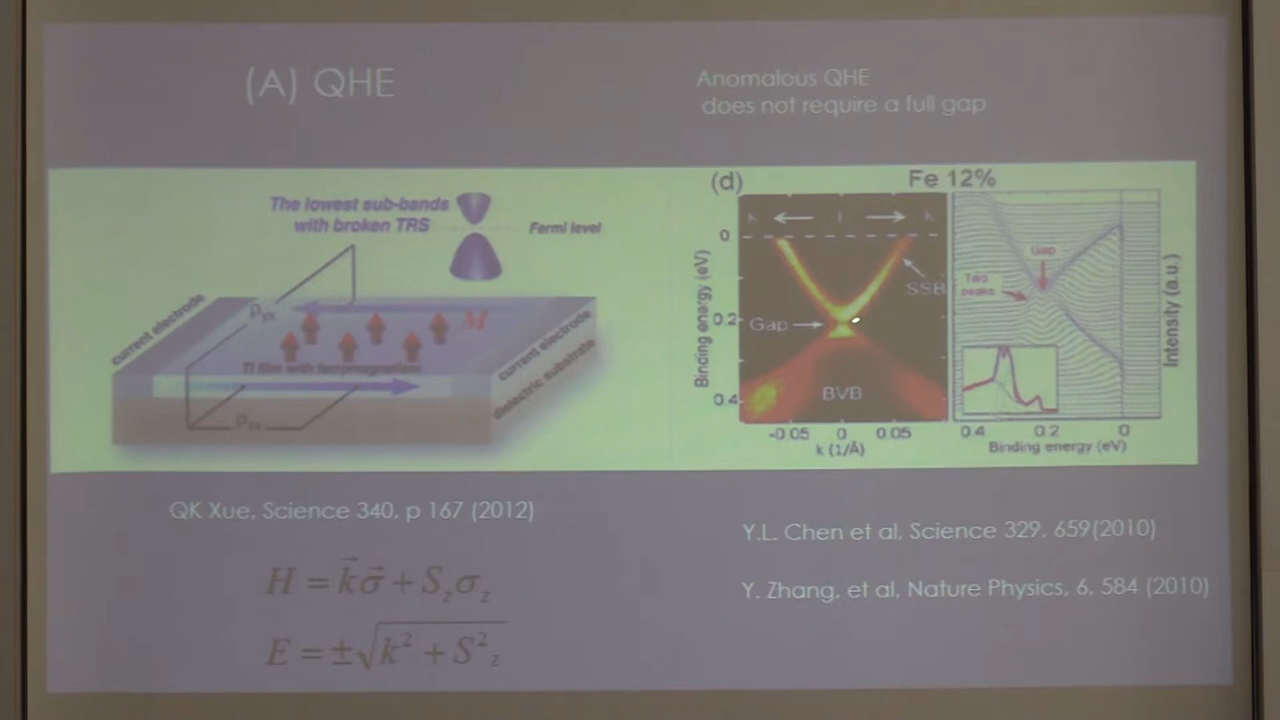 (A) QHE
Anomalous QHE
does not require a full gap
The lowest sub-bands
with broken TRS
Fermi level
current electrode
ρyx
M
TI film with ferromagnetism
current electrode
dielectric substrate
ρxx
(d)
Fe 12%
K ← Γ → K
Binding energy (eV)
0
0.2
0.4
SSB
Gap
BVB
-0.05 0 0.05
k (1/Å)
Gap
Two
peaks
Intensity (a.u.)
0.4 0.2 0
Binding energy (eV)
QK Xue, Science 340, p 167 (2012)
Y.L. Chen et al, Science 329, 659(2010)
Y. Zhang, et al, Nature Physics, 6, 584 (2010)
H = k⃗σ⃗ + S_zσ_z
E = ±√k² + S²_z